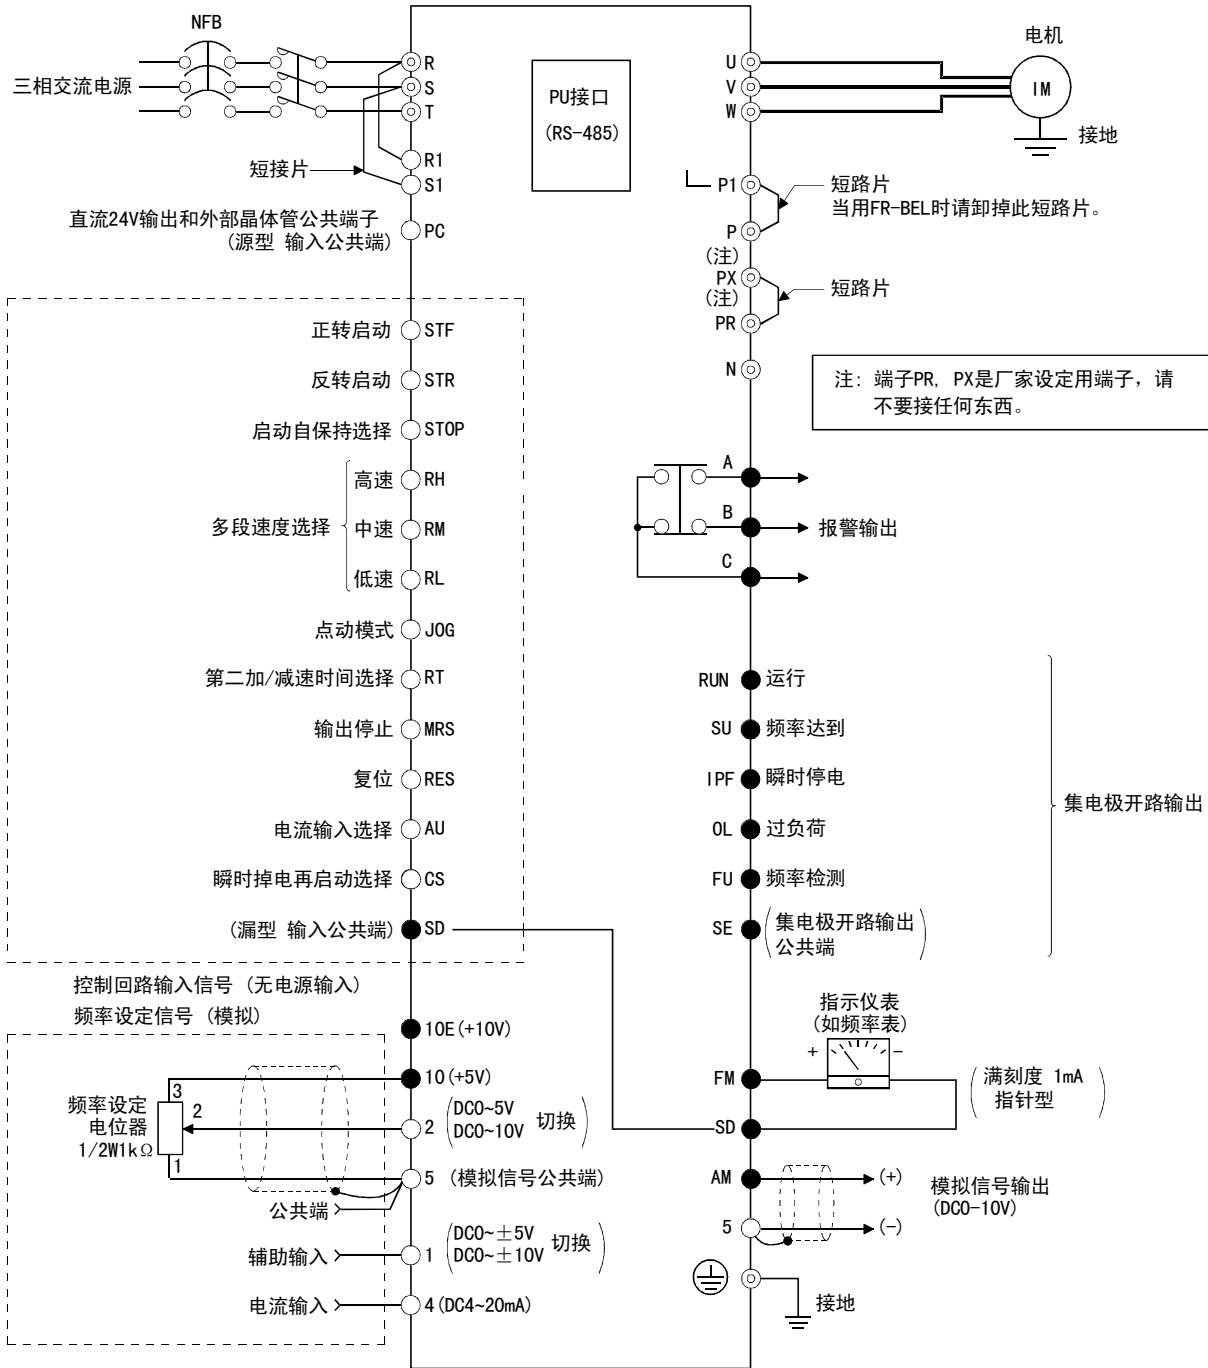 NFB
三相交流电源
R
S
T
短接片
R1
S1
直流24V输出和外部晶体管公共端子
(源型 输入公共端)
PC
PU接口
(RS-485)
U
V
W
电机
IM
接地
P1
短路片
当用FR-BEL时请卸掉此短路片。
P
(注)
PX
(注)
短路片
PR
N
注: 端子PR, PX是厂家设定用端子，请
不要接任何东西。
正转启动 STF
反转启动 STR
启动自保持选择 STOP
多段速度选择
高速 RH
中速 RM
低速 RL
点动模式 JOG
第二加/减速时间选择 RT
输出停止 MRS
复位 RES
电流输入选择 AU
瞬时掉电再启动选择 CS
(漏型 输入公共端) SD
控制回路输入信号 (无电源输入)
频率设定信号 (模拟)
A
B
报警输出
C
RUN 运行
SU 频率达到
IPF 瞬时停电
OL 过负荷
FU 频率检测
SE (集电极开路输出
公共端)
集电极开路输出
10E(+10V)
10(+5V)
3
频率设定
电位器
1/2W1kΩ
2
1
2 (DC0~5V
DC0~10V 切换)
5 (模拟信号公共端)
公共端
辅助输入
1 (DC0~±5V
DC0~±10V 切换)
电流输入
4(DC4~20mA)
指示仪表
(如频率表)
+ -
FM
(满刻度 1mA
指针型)
SD
AM
(+)
模拟信号输出
(DC0-10V)
5
(-)
接地